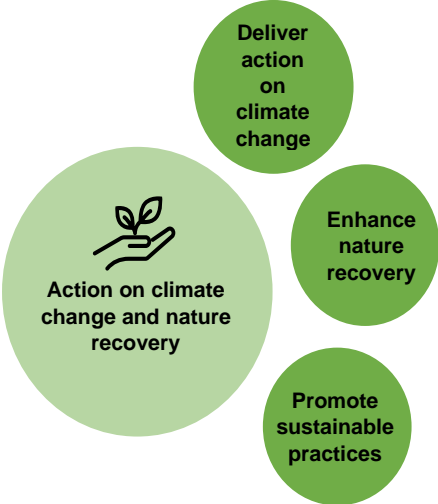 Deliver
action
on
climate
change
Enhance
nature
recovery
Action on climate
change and nature
recovery
Promote
sustainable
practices